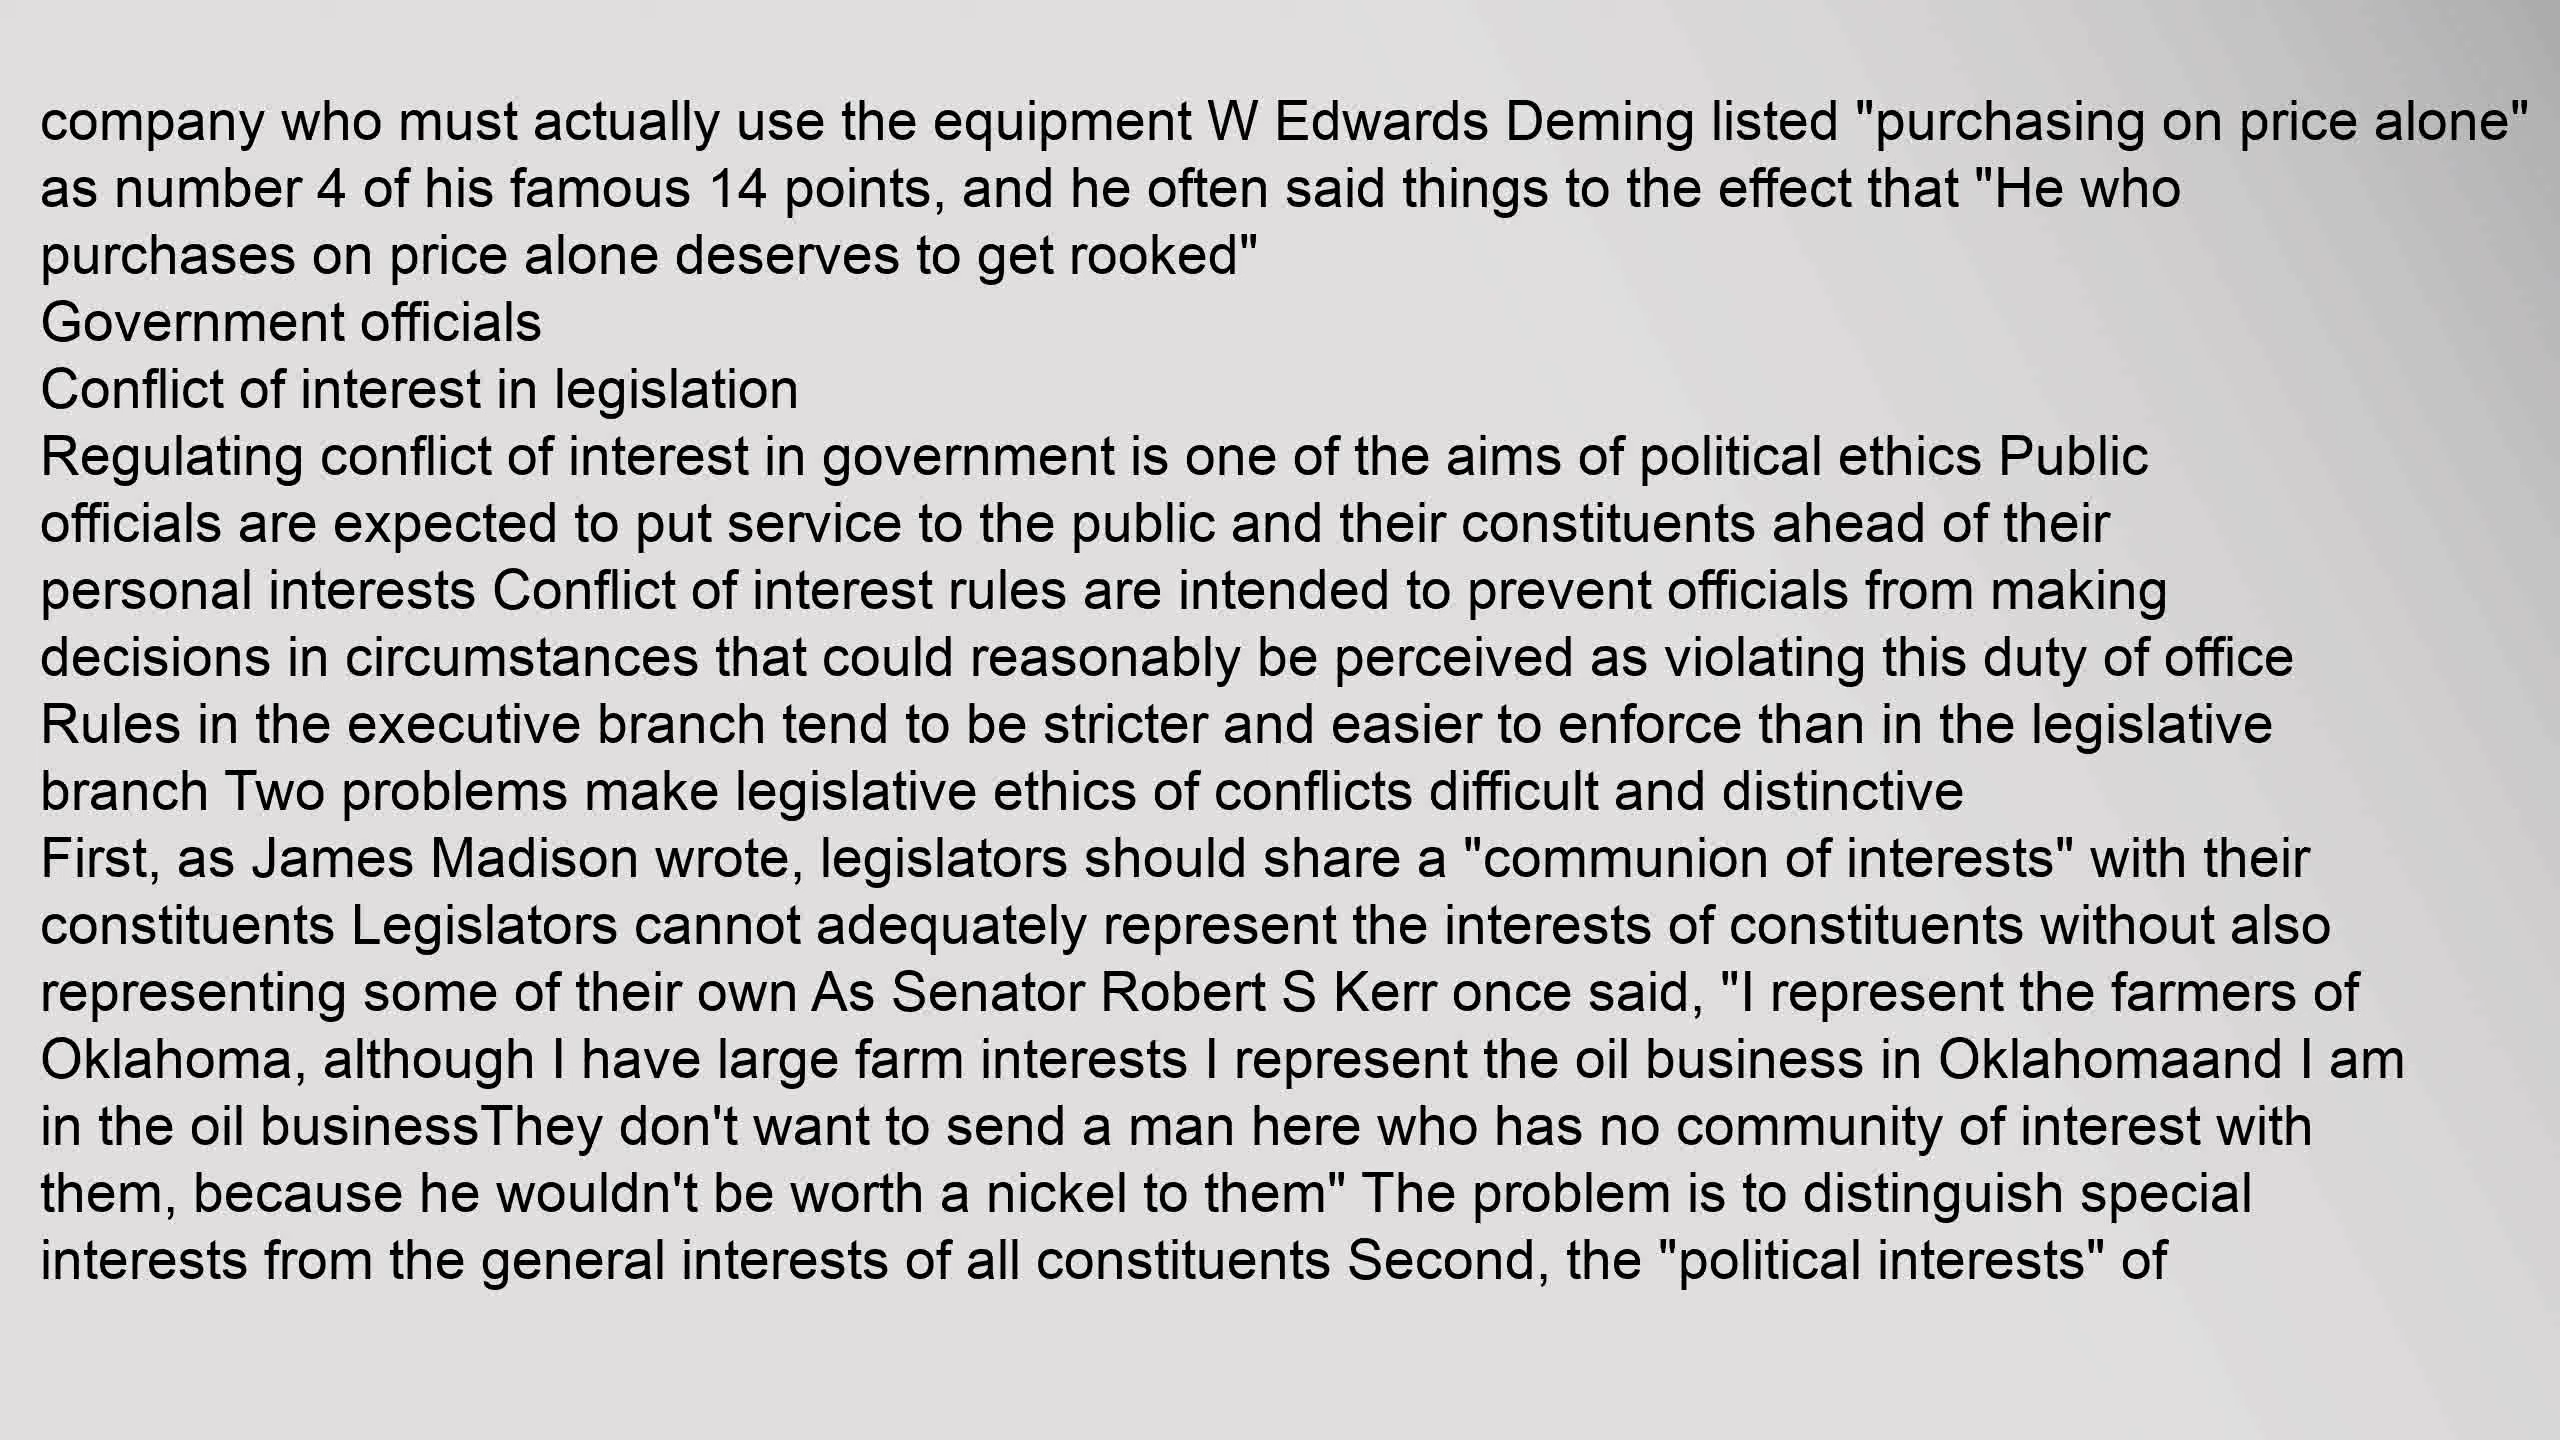 company who must actually use the equipment W Edwards Deming listed "purchasing on price alone"
as number 4 of his famous 14 points, and he often said things to the effect that "He who
purchases on price alone deserves to get rooked"
Government officials
Conflict of interest in legislation
Regulating conflict of interest in government is one of the aims of political ethics Public
officials are expected to put service to the public and their constituents ahead of their
personal interests Conflict of interest rules are intended to prevent officials from making
decisions in circumstances that could reasonably be perceived as violating this duty of office
Rules in the executive branch tend to be stricter and easier to enforce than in the legislative
branch Two problems make legislative ethics of conflicts difficult and distinctive
First, as James Madison wrote, legislators should share a "communion of interests" with their
constituents Legislators cannot adequately represent the interests of constituents without also
representing some of their own As Senator Robert S Kerr once said, "I represent the farmers of
Oklahoma, although I have large farm interests I represent the oil business in Oklahomaand I am
in the oil businessThey don't want to send a man here who has no community of interest with
them, because he wouldn't be worth a nickel to them" The problem is to distinguish special
interests from the general interests of all constituents Second, the "political interests" of